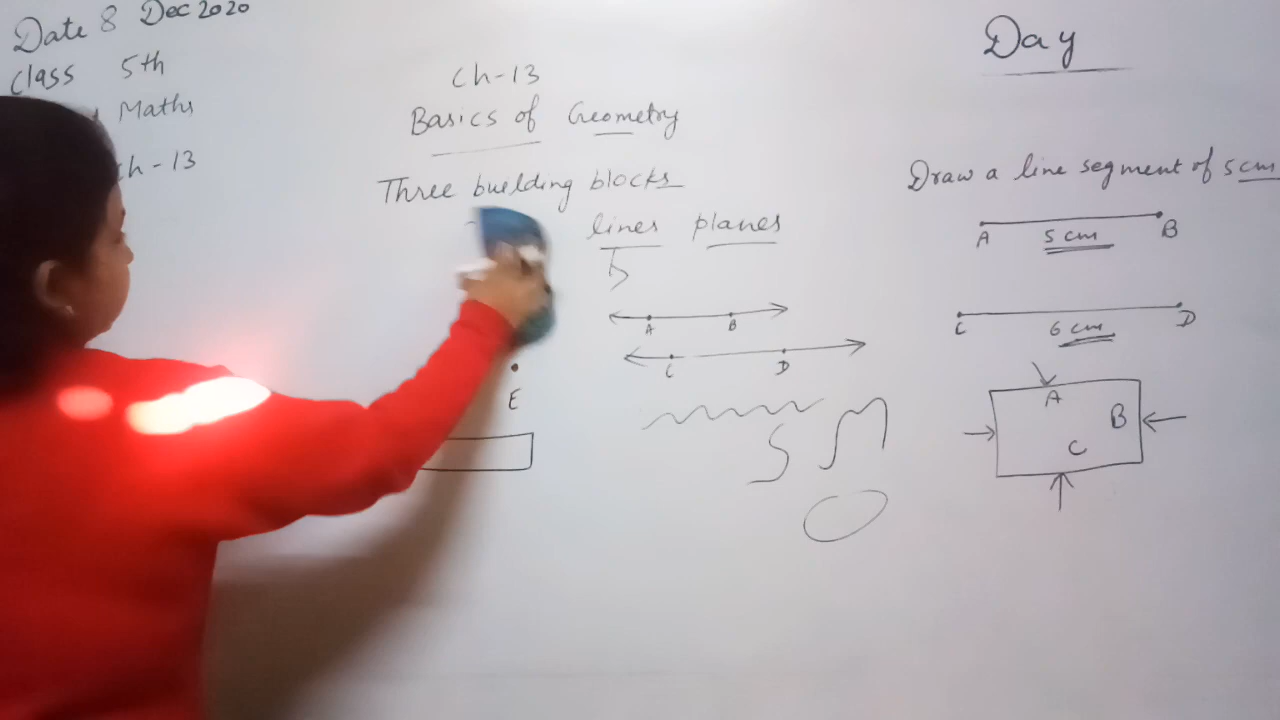 Date 8 Dec 2020
Class 5th
Maths
ch-13
Ch-13
Basics of Geometry
Three building blocks
lines planes
A B
C D
E
Day
Draw a line segment of 5 cm
A 5 cm B
C 6 cm D
A
B
C